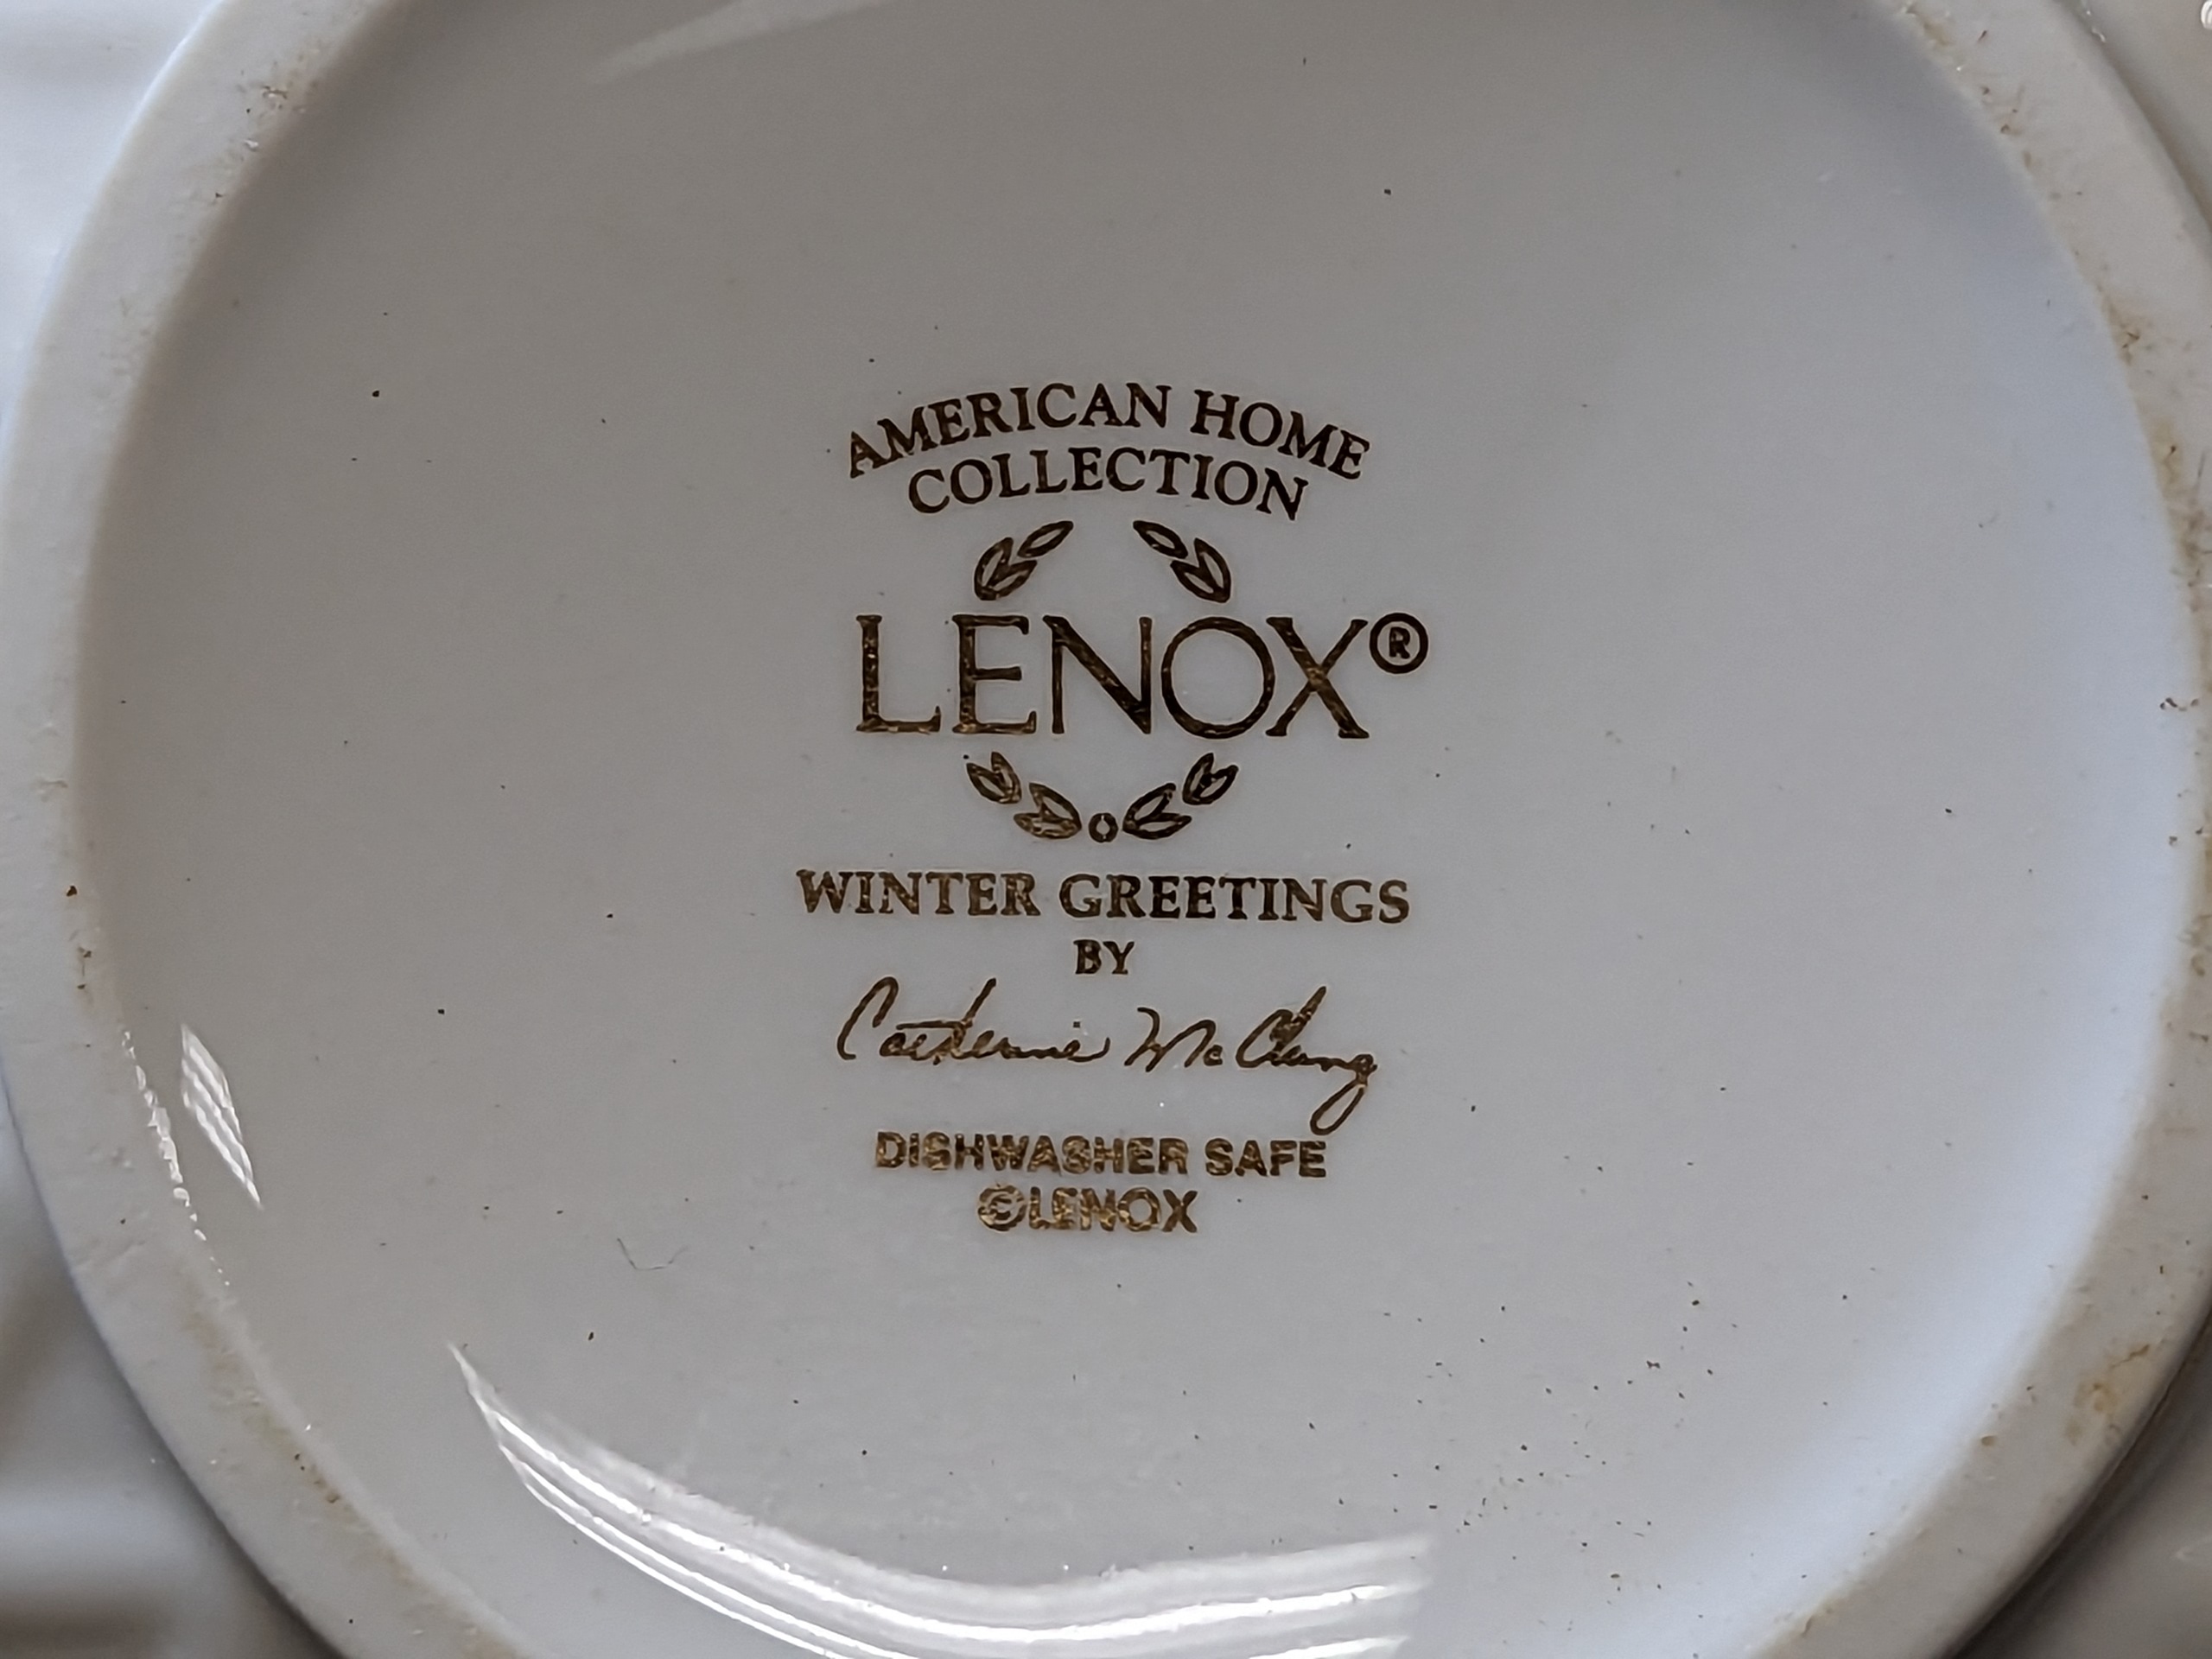 AMERICAN HOME
COLLECTION
LENOX®
WINTER GREETINGS
BY
Catherine McClung
DISHWASHER SAFE
©LENOX